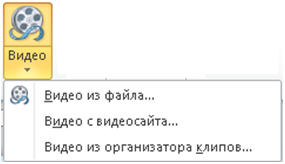 Видео
Видео из файла...
Видео с видеосайта...
Видео из организатора клипов...